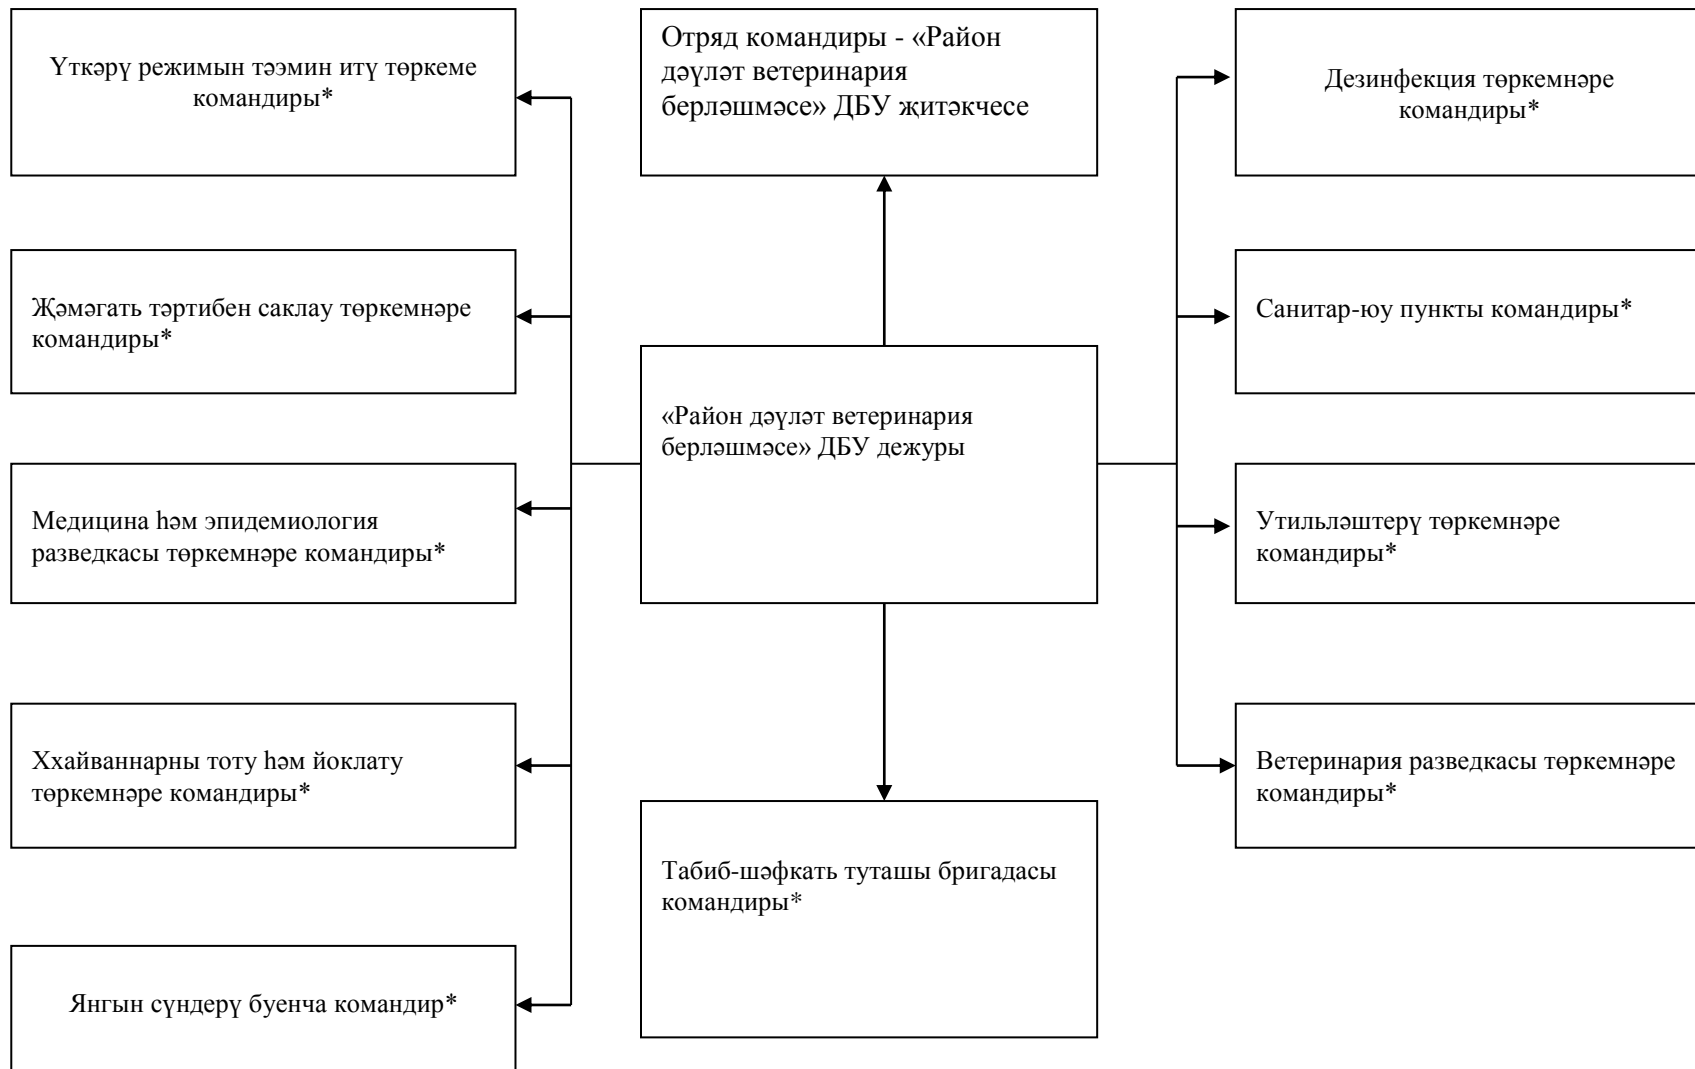 Үткәрү режимын тәэмин итү төркеме
командиры*
Җәмәгать тәртибен саклау төркемнәре
командиры*
Медицина һәм эпидемиология
разведкасы төркемнәре командиры*
Ххайваннарны тоту һәм йоклату
төркемнәре командиры*
Янгын сүндерү буенча командир*
Отряд командиры - «Район
дәүләт ветеринария
берләшмәсе» ДБУ җитәкчесе
«Район дәүләт ветеринария
берләшмәсе» ДБУ дежуры
Табиб-шәфкать туташы бригадасы
командиры*
Дезинфекция төркемнәре
командиры*
Санитар-юу пункты командиры*
Утильләштерү төркемнәре
командиры*
Ветеринария разведкасы төркемнәре
командиры*